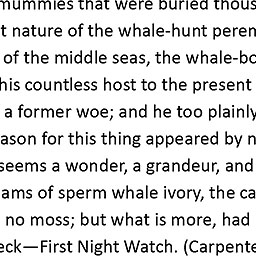 mummies that were buried thous
t nature of the whale-hunt perem
of the middle seas, the whale-bo
his countless host to the present
a former woe; and he too plainly
ason for this thing appeared by n
seems a wonder, a grandeur, and
ams of sperm whale ivory, the ca
no moss; but what is more, had
eck—First Night Watch. (Carpente